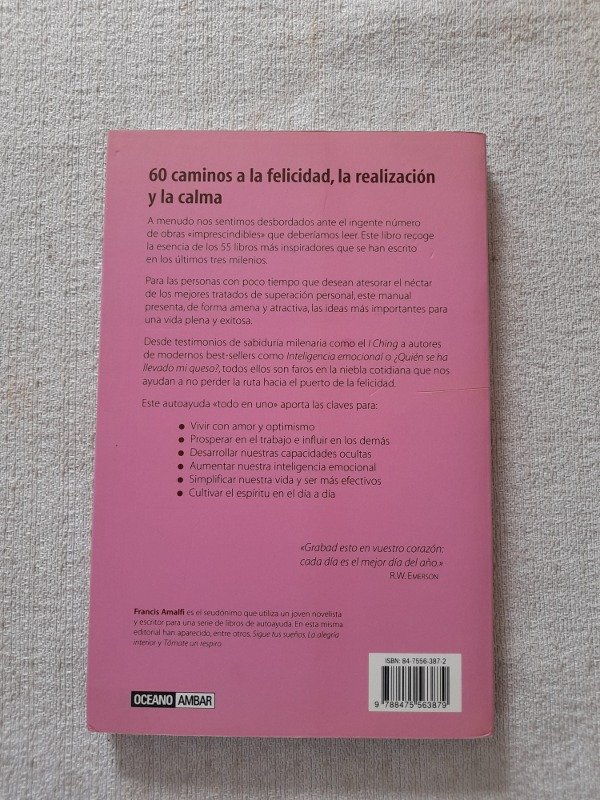 60 caminos a la felicidad, la realización
y la calma
A menudo nos sentimos desbordados ante el ingente número
de obras «imprescindibles» que deberíamos leer. Este libro recoge
la esencia de los 55 libros más inspiradores que se han escrito
en los últimos tres milenios.
Para las personas con poco tiempo que desean atesorar el néctar
de los mejores tratados de superación personal, este manual
presenta, de forma amena y atractiva, las ideas más importantes para
una vida plena y exitosa.
Desde testimonios de sabiduría milenaria como el I Ching a autores
de modernos best-sellers como Inteligencia emocional o ¿Quién se ha
llevado mi queso?, todos ellos son faros en la niebla cotidiana que nos
ayudan a no perder la ruta hacia el puerto de la felicidad.
Este autoayuda «todo en uno» aporta las claves para:
● Vivir con amor y optimismo
● Prosperar en el trabajo e influir en los demás
● Desarrollar nuestras capacidades ocultas
● Aumentar nuestra inteligencia emocional
● Simplificar nuestra vida y ser más efectivos
● Cultivar el espíritu en el día a día
«Grabad esto en vuestro corazón:
cada día es el mejor día del año.»
R.W. EMERSON
Francis Amalfi es el seudónimo que utiliza un joven novelista
y escritor para una serie de libros de autoayuda. En esta misma
editorial han aparecido, entre otros, Sigue tus sueños, La alegría
interior y Tómate un respiro.
ISBN: 84-7556-387-2
9 788475 563879
OCEANO AMBAR